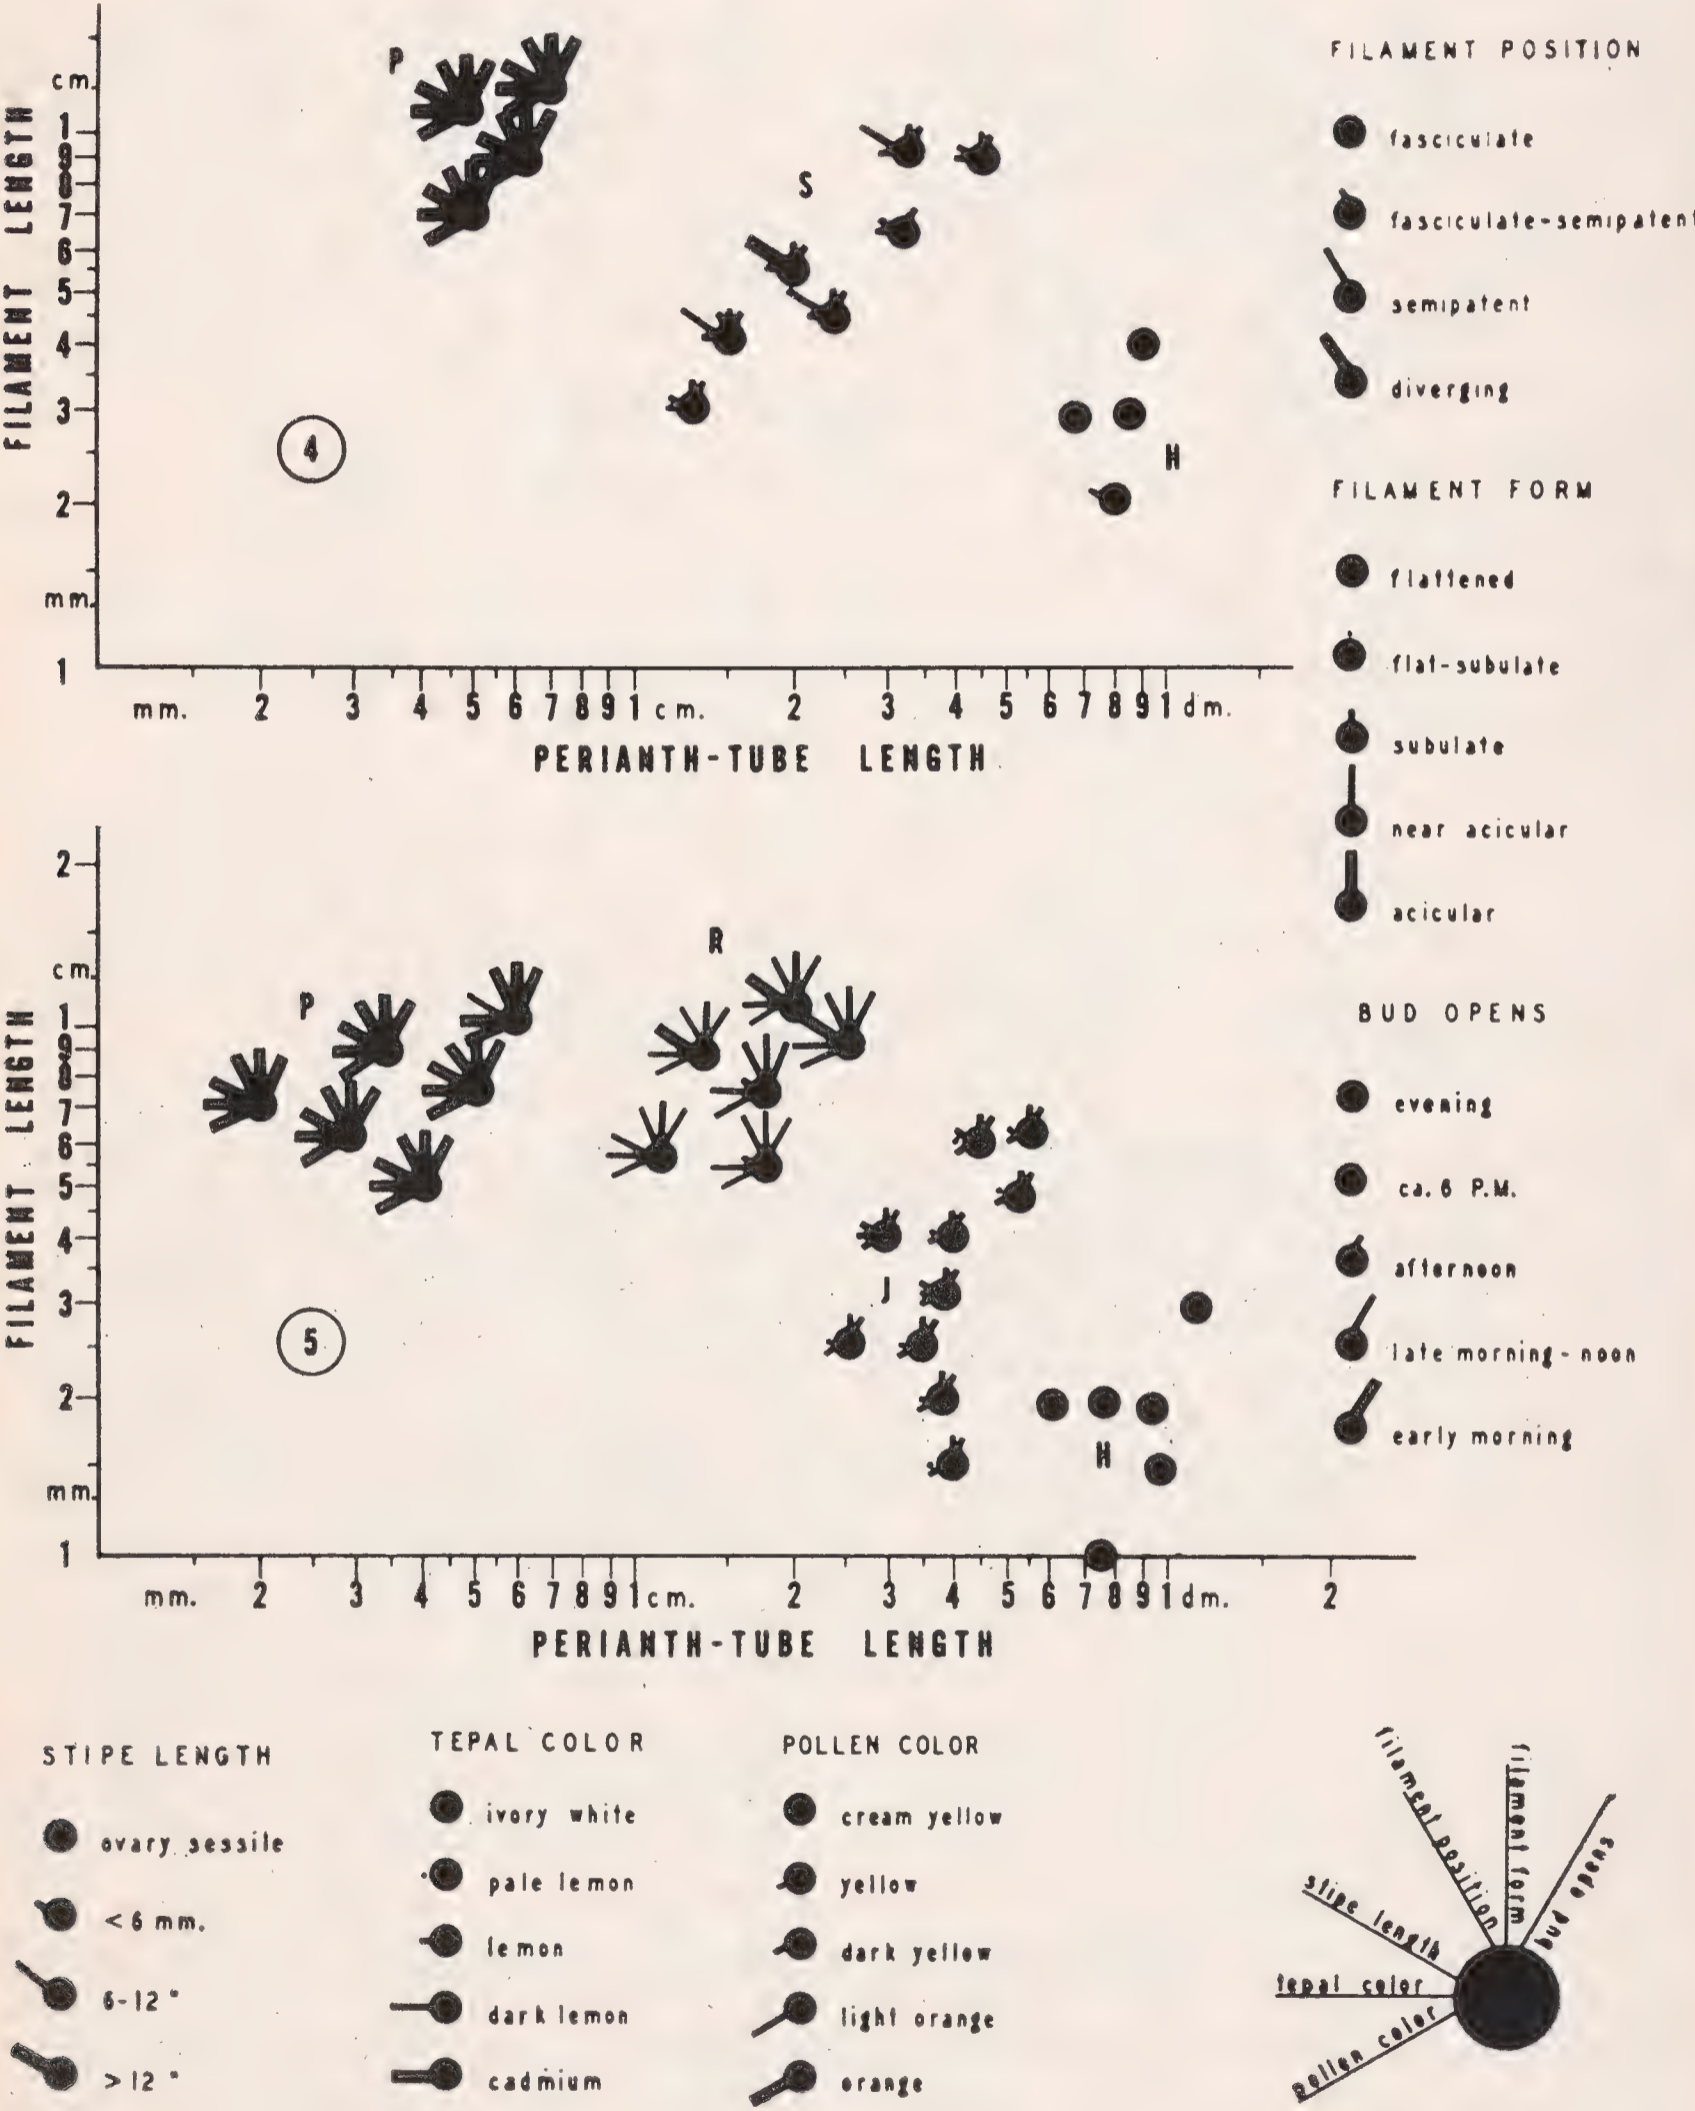 FILAMENT LENGTH
cm.
1
9
8
7
6
5
4
3
2
mm.
1
P
S
H
4
mm. 2 3 4 5 6 7 8 9 1 cm. 2 3 4 5 6 7 8 9 1 dm.
PERIANTH-TUBE LENGTH
FILAMENT POSITION
fasciculate
fasciculate-semipatent
semipatent
diverging
FILAMENT FORM
flattened
flat-subulate
subulate
near acicular
acicular
BUD OPENS
evening
ca. 6 P.M.
afternoon
late morning - noon
early morning
FILAMENT LENGTH
2
cm.
1
9
8
7
6
5
4
3
2
mm.
1
P
R
J
H
5
mm. 2 3 4 5 6 7 8 9 1 cm. 2 3 4 5 6 7 8 9 1 dm. 2
PERIANTH-TUBE LENGTH
STIPE LENGTH
ovary sessile
< 6 mm.
6-12 "
> 12 "
TEPAL COLOR
ivory white
pale lemon
lemon
dark lemon
cadmium
POLLEN COLOR
cream yellow
yellow
dark yellow
light orange
orange
filament position
filament form
bud opens
stipe length
tepal color
pollen color